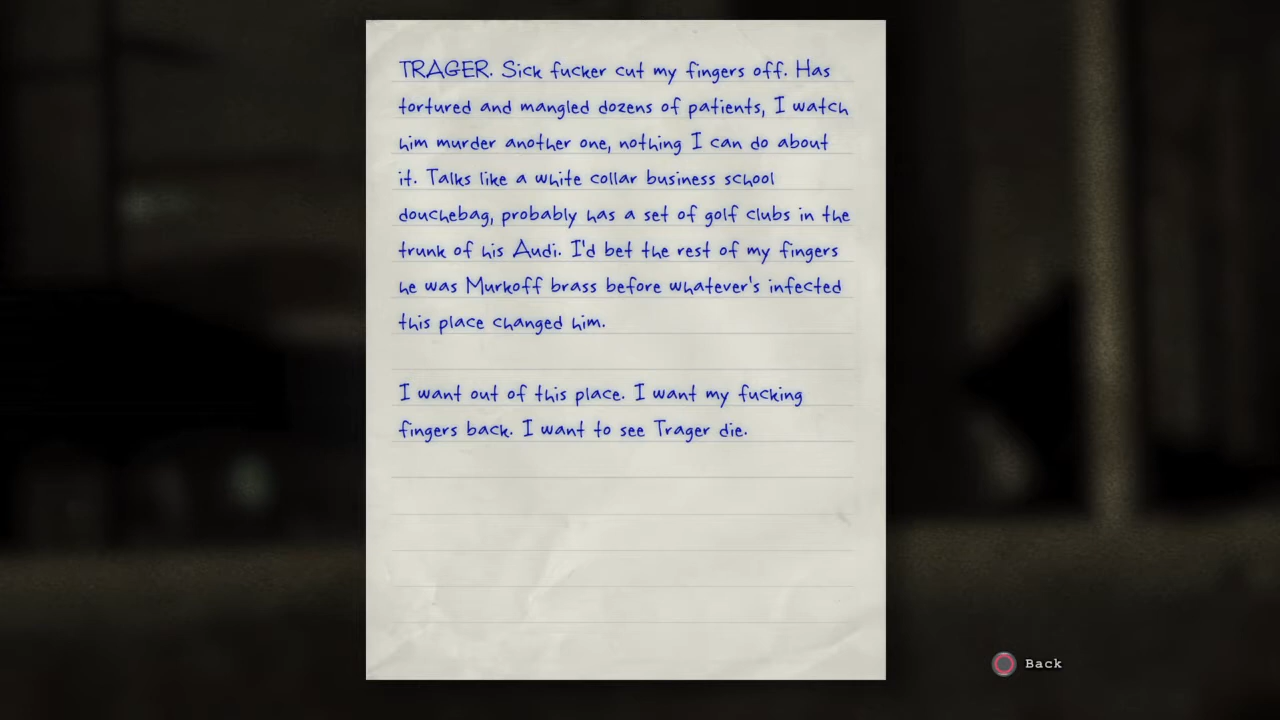 TRAGER. Sick fucker cut my fingers off. Has
tortured and mangled dozens of patients, I watch
him murder another one, nothing I can do about
it. Talks like a white collar business school
douchebag, probably has a set of golf clubs in the
trunk of his Audi. I'd bet the rest of my fingers
he was Murkoff brass before whatever's infected
this place changed him.
I want out of this place. I want my fucking
fingers back. I want to see Trager die.
Back